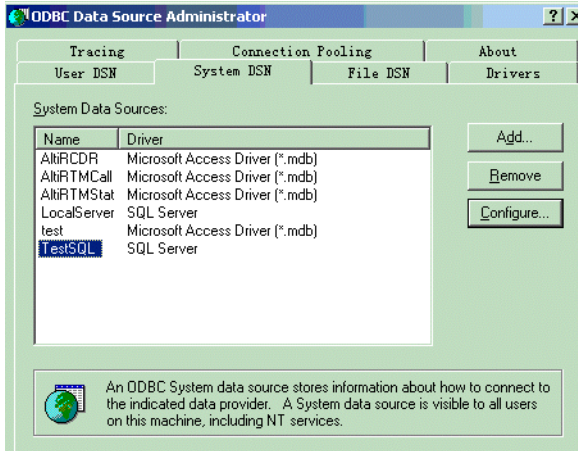 ODBC Data Source Administrator
Tracing Connection Pooling About
User DSN System DSN File DSN Drivers
System Data Sources:
Name Driver
AltiRCDR Microsoft Access Driver (*.mdb)
AltiRTMCall Microsoft Access Driver (*.mdb)
AltiRTMStat Microsoft Access Driver (*.mdb)
LocalServer SQL Server
test Microsoft Access Driver (*.mdb)
TestSQL SQL Server
Add...
Remove
Configure...
An ODBC System data source stores information about how to connect to
the indicated data provider. A System data source is visible to all users
on this machine, including NT services.